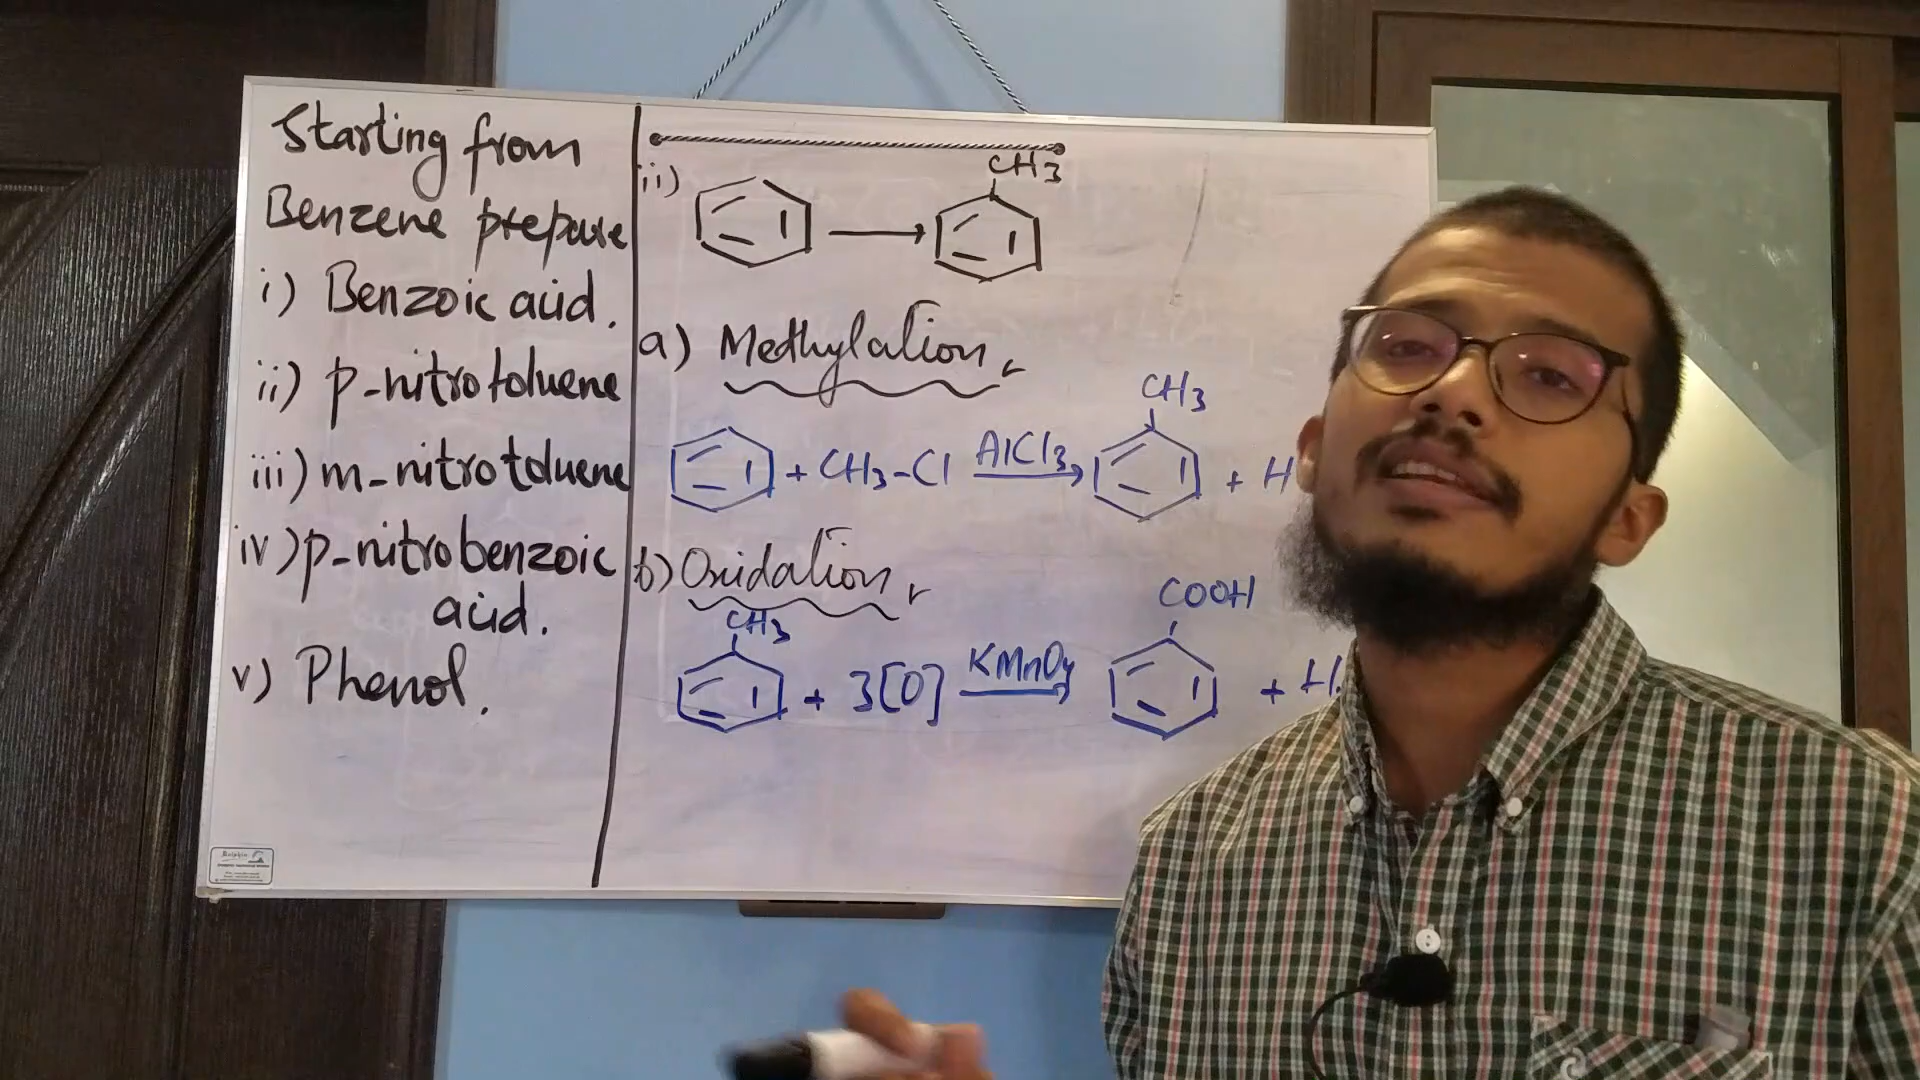 Starting from
Benzene prepare
i) Benzoic acid.
ii) p-nitrotoluene
iii) m-nitrotoluene
iv) p-nitrobenzoic
acid.
v) Phenol.
ii)
CH3
a) Methylation
CH3
+ CH3-Cl AlCl3 + H
b) Oxidation
CH3
COOH
+ 3[O] KMnO4 + H